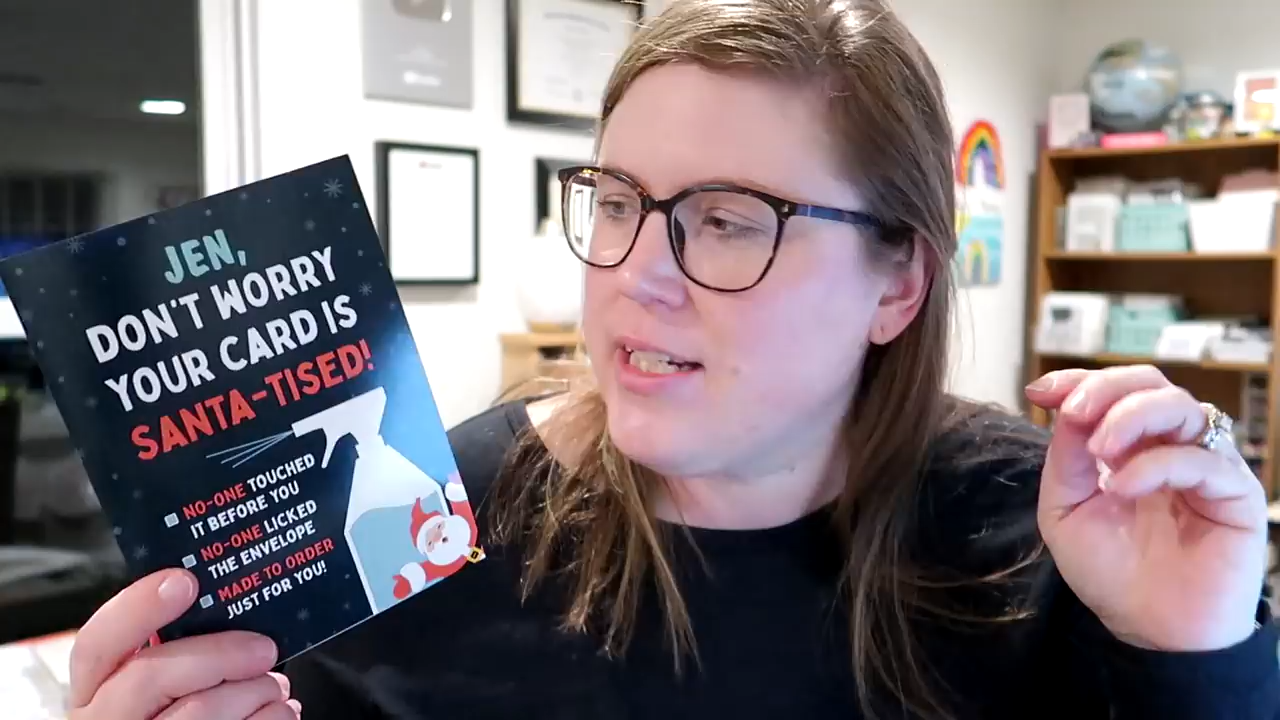 JEN,
DON'T WORRY
YOUR CARD IS
SANTA-TISED!
NO-ONE TOUCHED
IT BEFORE YOU
NO-ONE LICKED
THE ENVELOPE
MADE TO ORDER
JUST FOR YOU!